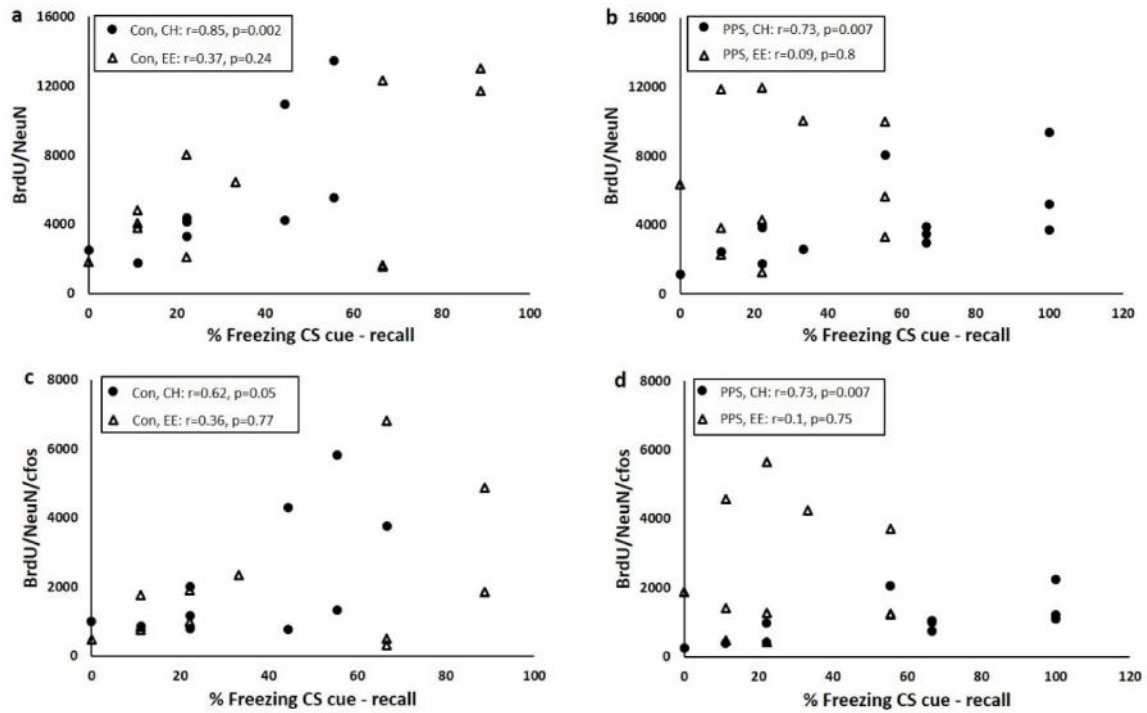 a
16000
12000
8000
4000
0
BrdU/NeuN
Con, CH: r=0.85, p=0.002
Con, EE: r=0.37, p=0.24
0 20 40 60 80 100
% Freezing CS cue - recall
b
16000
12000
8000
4000
0
BrdU/NeuN
PPS, CH: r=0.73, p=0.007
PPS, EE: r=0.09, p=0.8
0 20 40 60 80 100 120
% Freezing CS cue - recall
c
8000
6000
4000
2000
0
BrdU/NeuN/cfos
Con, CH: r=0.62, p=0.05
Con, EE: r=0.36, p=0.77
0 20 40 60 80 100
% Freezing CS cue - recall
d
8000
6000
4000
2000
0
BrdU/NeuN/cfos
PPS, CH: r=0.73, p=0.007
PPS, EE: r=0.1, p=0.75
0 20 40 60 80 100 120
% Freezing CS cue - recall